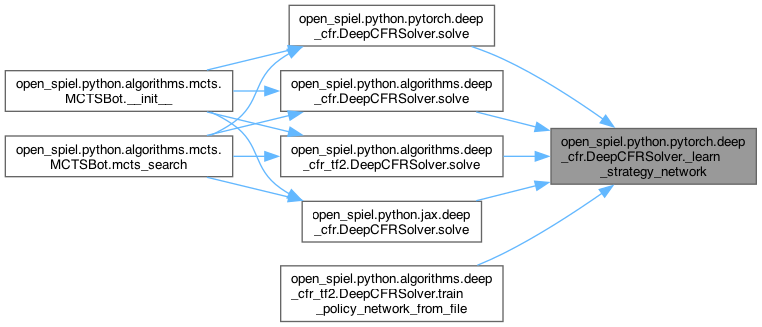 open_spiel.python.pytorch.deep
_cfr.DeepCFRSolver.solve
open_spiel.python.algorithms.mcts.
MCTSBot.__init__
open_spiel.python.algorithms.deep
_cfr.DeepCFRSolver.solve
open_spiel.python.algorithms.mcts.
MCTSBot.mcts_search
open_spiel.python.algorithms.deep
_cfr_tf2.DeepCFRSolver.solve
open_spiel.python.pytorch.deep
_cfr.DeepCFRSolver._learn
_strategy_network
open_spiel.python.jax.deep
_cfr.DeepCFRSolver.solve
open_spiel.python.algorithms.deep
_cfr_tf2.DeepCFRSolver.train
_policy_network_from_file